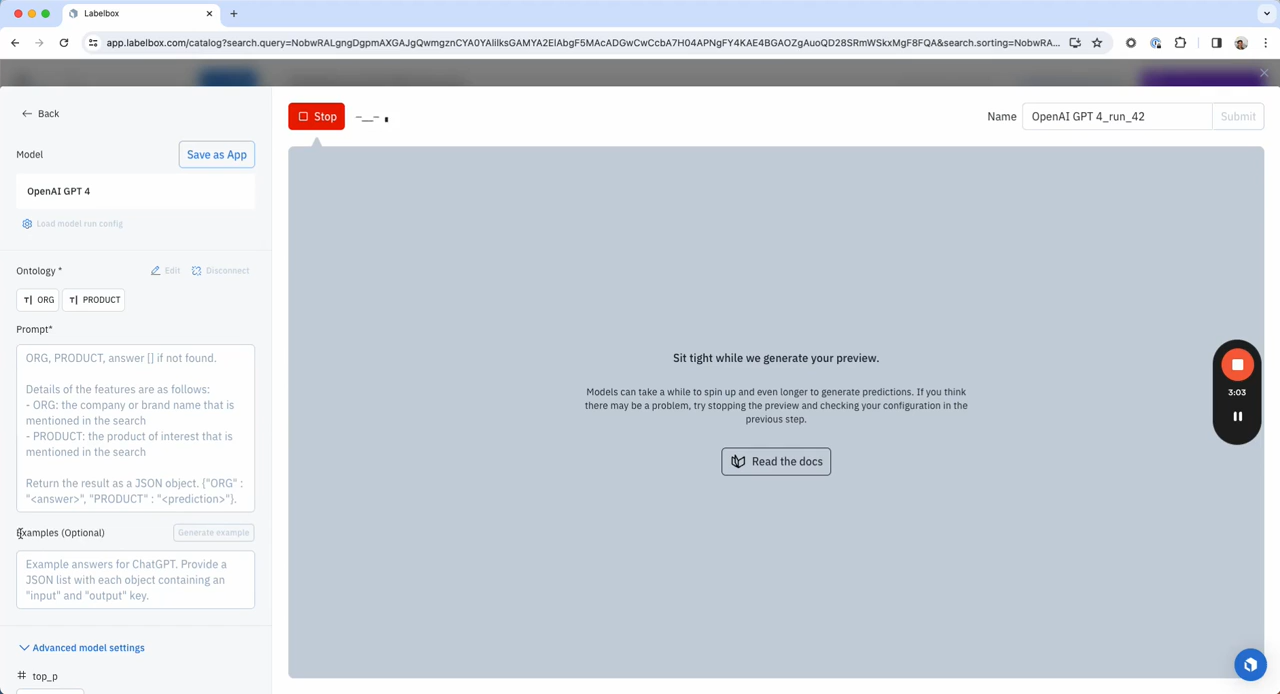 Labelbox
app.labelbox.com/catalog?search.query=NobwRALgngDgpmAXGAJgQwmgznCYA0YAlilksGAMYA2ElAbgF5MAcADGwCwCcbA7H04APNgFY4KAE4BGAOZgAuoQD28SRmWSkxMgF8FQA&search.sorting=NobwRA...
Back
Stop
Name
OpenAI GPT 4_run_42
Submit
Model
Save as App
OpenAI GPT 4
Load model run config
Ontology *
Edit
Disconnect
ORG
PRODUCT
Prompt*
ORG, PRODUCT, answer [] if not found.
Details of the features are as follows:
- ORG: the company or brand name that is
mentioned in the search
- PRODUCT: the product of interest that is
mentioned in the search
Return the result as a JSON object. {"ORG" :
"<answer>", "PRODUCT" : "<prediction>"}.
Examples (Optional)
Generate example
Example answers for ChatGPT. Provide a
JSON list with each object containing an
"input" and "output" key.
Advanced model settings
# top_p
Sit tight while we generate your preview.
Models can take a while to spin up and even longer to generate predictions. If you think
there may be a problem, try stopping the preview and checking your configuration in the
previous step.
Read the docs
3:03